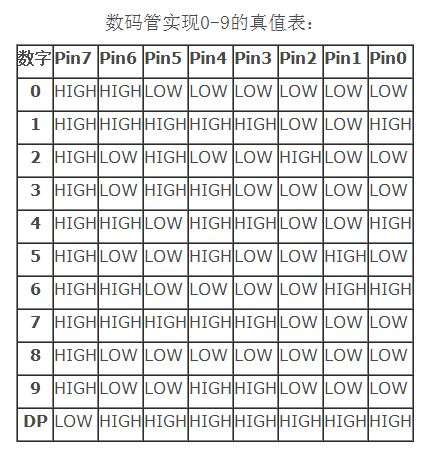 数码管实现0-9的真值表：
数字 Pin7 Pin6 Pin5 Pin4 Pin3 Pin2 Pin1 Pin0
0 HIGH HIGH LOW LOW LOW LOW LOW LOW
1 HIGH HIGH HIGH HIGH HIGH LOW LOW HIGH
2 HIGH LOW HIGH LOW LOW HIGH LOW LOW
3 HIGH LOW HIGH HIGH LOW LOW LOW LOW
4 HIGH HIGH LOW HIGH HIGH LOW LOW HIGH
5 HIGH LOW LOW HIGH LOW LOW HIGH LOW
6 HIGH HIGH LOW LOW LOW LOW HIGH HIGH
7 HIGH HIGH HIGH HIGH HIGH LOW LOW LOW
8 HIGH LOW LOW LOW LOW LOW LOW LOW
9 HIGH LOW LOW HIGH HIGH LOW LOW LOW
DP LOW HIGH HIGH HIGH HIGH HIGH HIGH HIGH